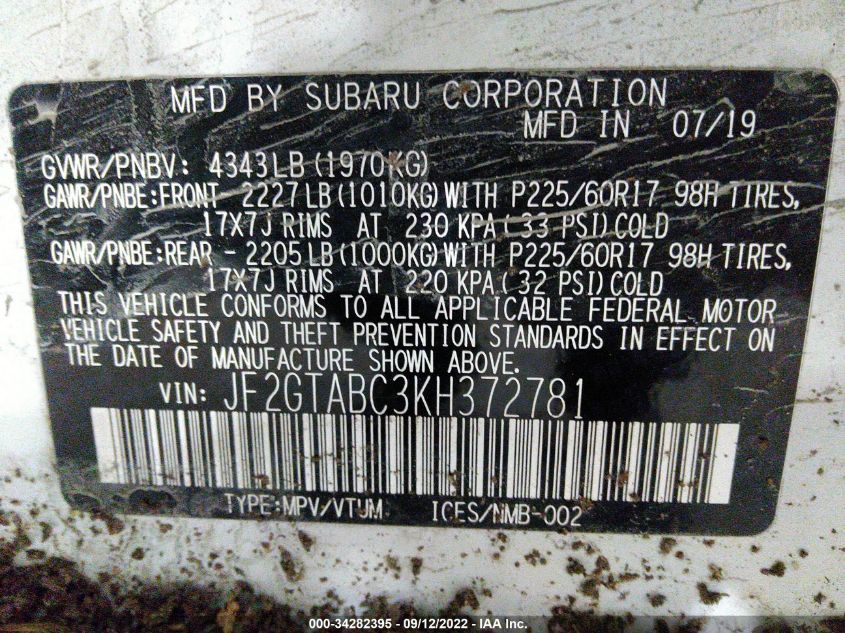 MFD BY SUBARU CORPORATION
MFD IN 07/19
GVWR/PNBV: 4343LB(1970KG)
GAWR/PNBE:FRONT 2227LB(1010KG)WITH P225/60R17 98H TIRES,
17X7J RIMS AT 230 KPA(33 PSI)COLD
GAWR/PNBE:REAR - 2205LB(1000KG)WITH P225/60R17 98H TIRES,
17X7J RIMS AT 220 KPA(32 PSI)COLD
THIS VEHICLE CONFORMS TO ALL APPLICABLE FEDERAL MOTOR
VEHICLE SAFETY AND THEFT PREVENTION STANDARDS IN EFFECT ON
THE DATE OF MANUFACTURE SHOWN ABOVE.
VIN: JF2GTABC3KH372781
TYPE:MPV/VTUM ICES/NMB-002
000-34282395 - 09/12/2022 - IAA Inc.